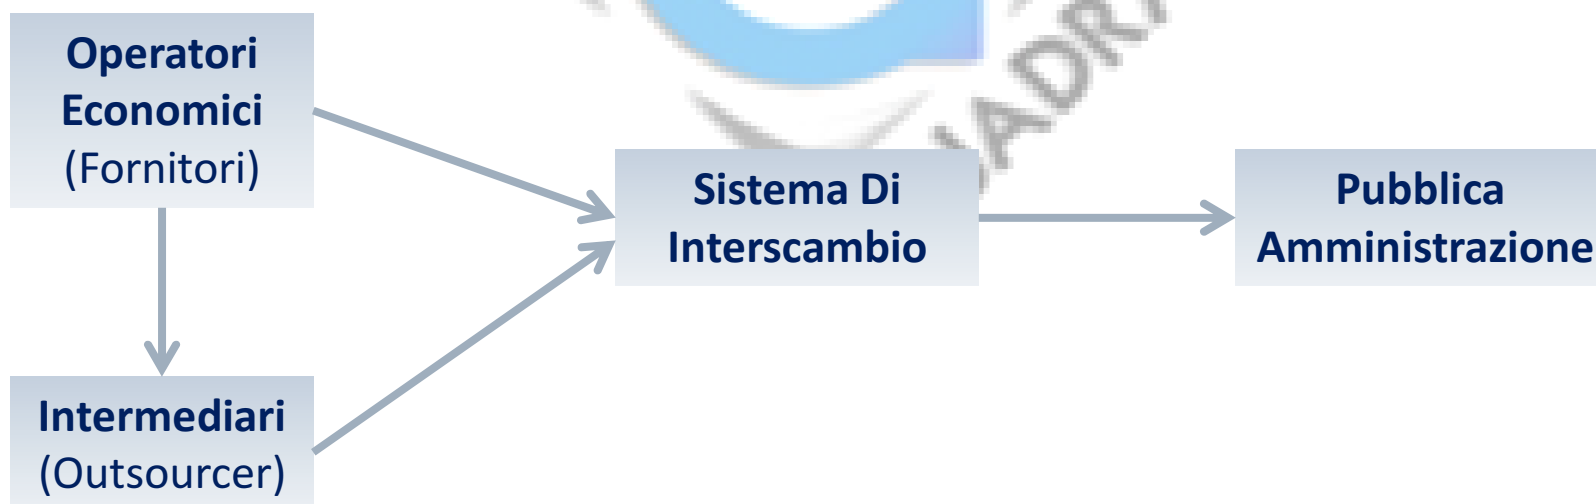 Operatori
Economici
(Fornitori)
Sistema Di
Interscambio
Pubblica
Amministrazione
Intermediari
(Outsourcer)